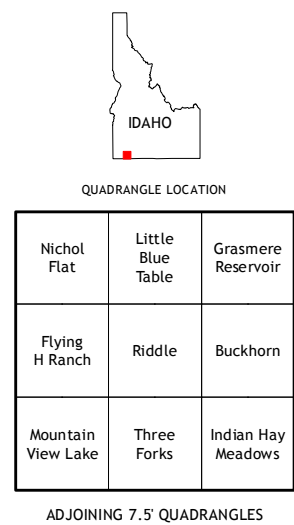 IDAHO
QUADRANGLE LOCATION
Nichol
Flat
Little
Blue
Table
Grasmere
Reservoir
Flying
H Ranch
Riddle
Buckhorn
Mountain
View Lake
Three
Forks
Indian Hay
Meadows
ADJOINING 7.5' QUADRANGLES